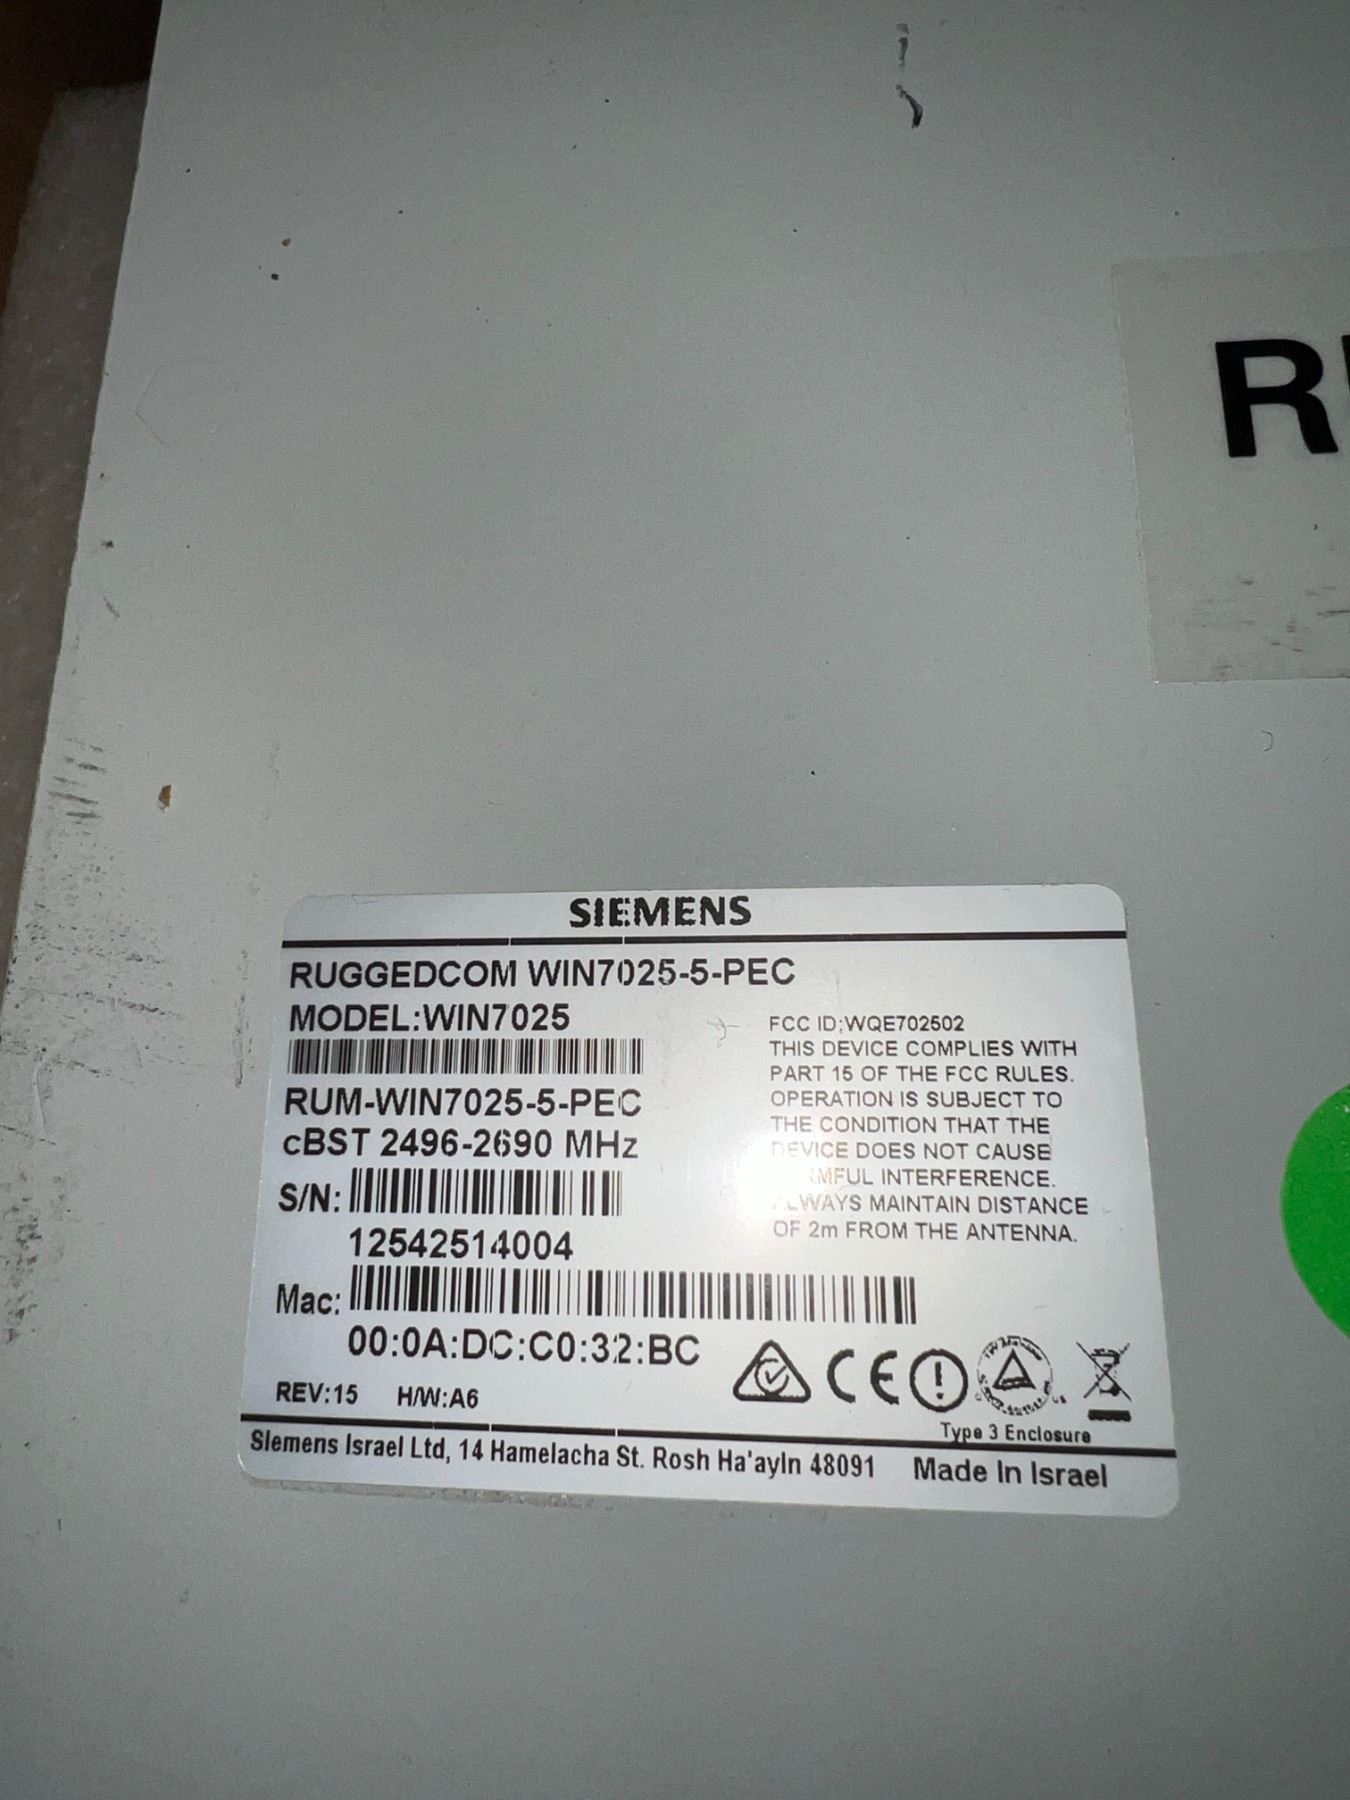 R
SIEMENS
RUGGEDCOM WIN7025-5-PEC
MODEL:WIN7025
RUM-WIN7025-5-PEC
cBST 2496-2690 MHz
S/N:
12542514004
Mac:
00:0A:DC:C0:32:BC
REV:15 H/W:A6
FCC ID:WQE702502
THIS DEVICE COMPLIES WITH
PART 15 OF THE FCC RULES.
OPERATION IS SUBJECT TO
THE CONDITION THAT THE
DEVICE DOES NOT CAUSE
INTERFERENCE.
ALWAYS MAINTAIN DISTANCE
OF 2m FROM THE ANTENNA.
CE
Type 3 Enclosure
Siemens Israel Ltd, 14 Hamelacha St. Rosh Ha'ayin 48091 Made In Israel